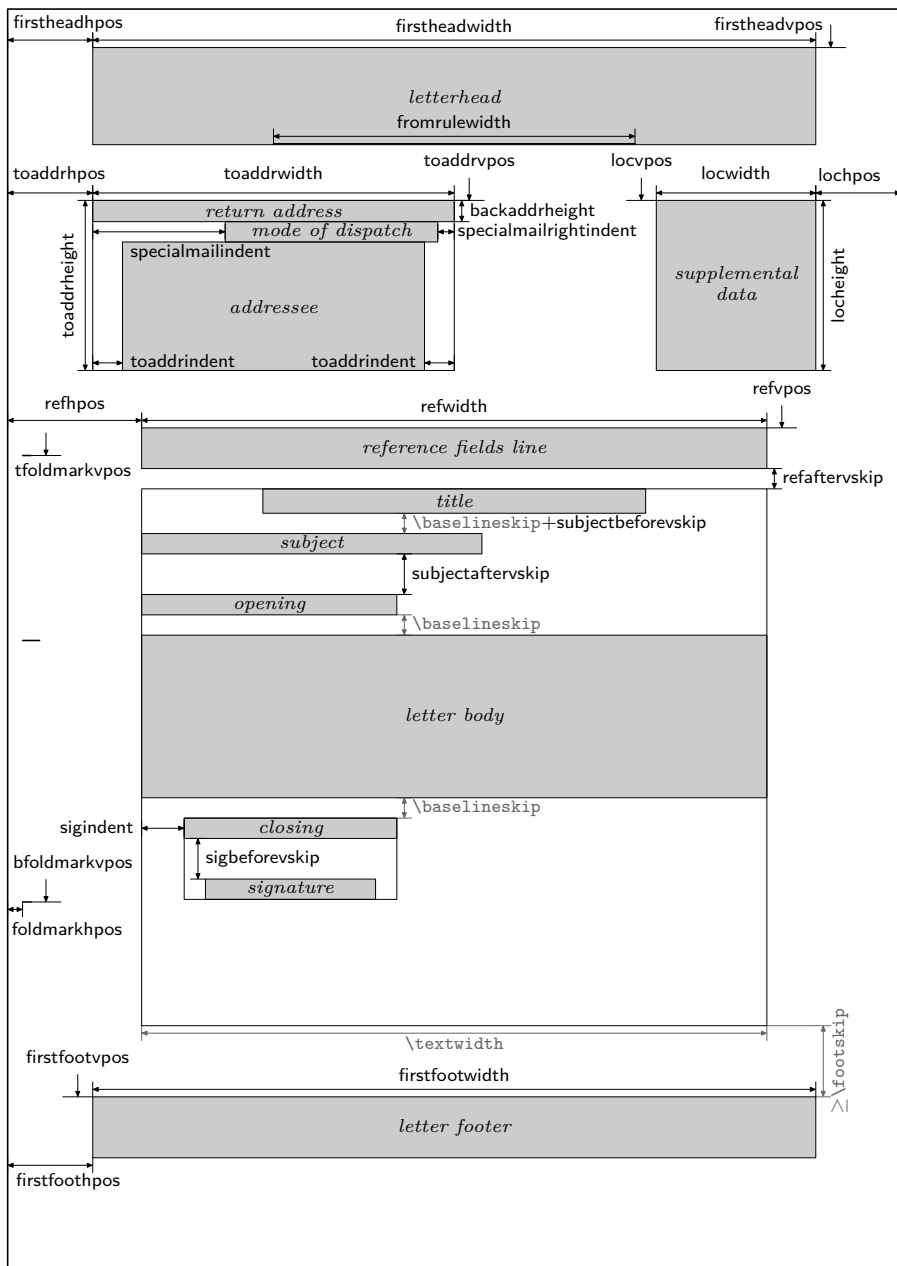 firstheadhpos firstheadwidth firstheadvpos
letterhead
fromrulewidth
toaddrhpos toaddrwidth toaddrvpos locvpos locwidth lochpos
return address backaddrheight
mode of dispatch specialmailrightindent
specialmailindent
toaddrheight
addressee
supplemental
data
locheight
toaddrindent toaddrindent
refhpos refwidth refvpos
reference fields line
tfoldmarkvpos
refaftervskip
title
\baselineskip+subjectbeforevskip
subject
subjectaftervskip
opening
\baselineskip
letter body
\baselineskip
sigindent closing
sigbeforevskip
bfoldmarkvpos
signature
foldmarkhpos
\textwidth
≥\footskip
firstfootvpos firstfootwidth
letter footer
firstfoothpos